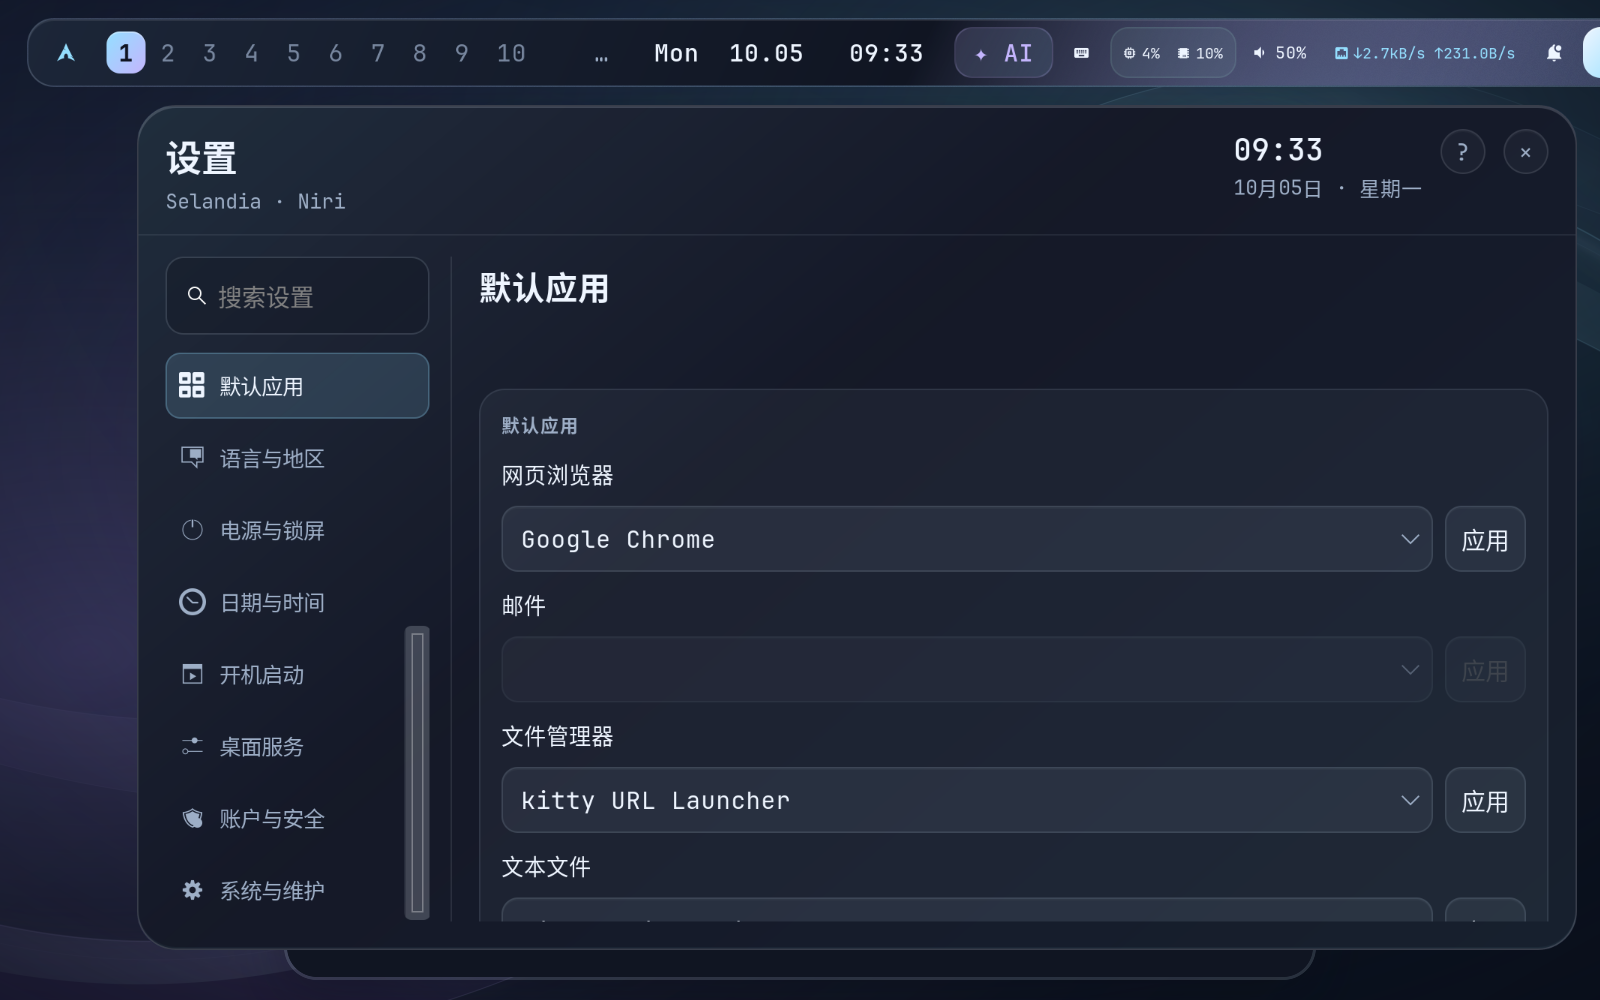 1 2 3 4 5 6 7 8 9 10 … Mon 10.05 09:33 ✦ AI 4% 10% 50% ↓2.7kB/s ↑231.0B/s
设置
Selandia · Niri
09:33
10月05日 · 星期一
? ×
搜索设置
默认应用
语言与地区
电源与锁屏
日期与时间
开机启动
桌面服务
账户与安全
系统与维护
默认应用
默认应用
网页浏览器
Google Chrome 应用
邮件
应用
文件管理器
kitty URL Launcher 应用
文本文件